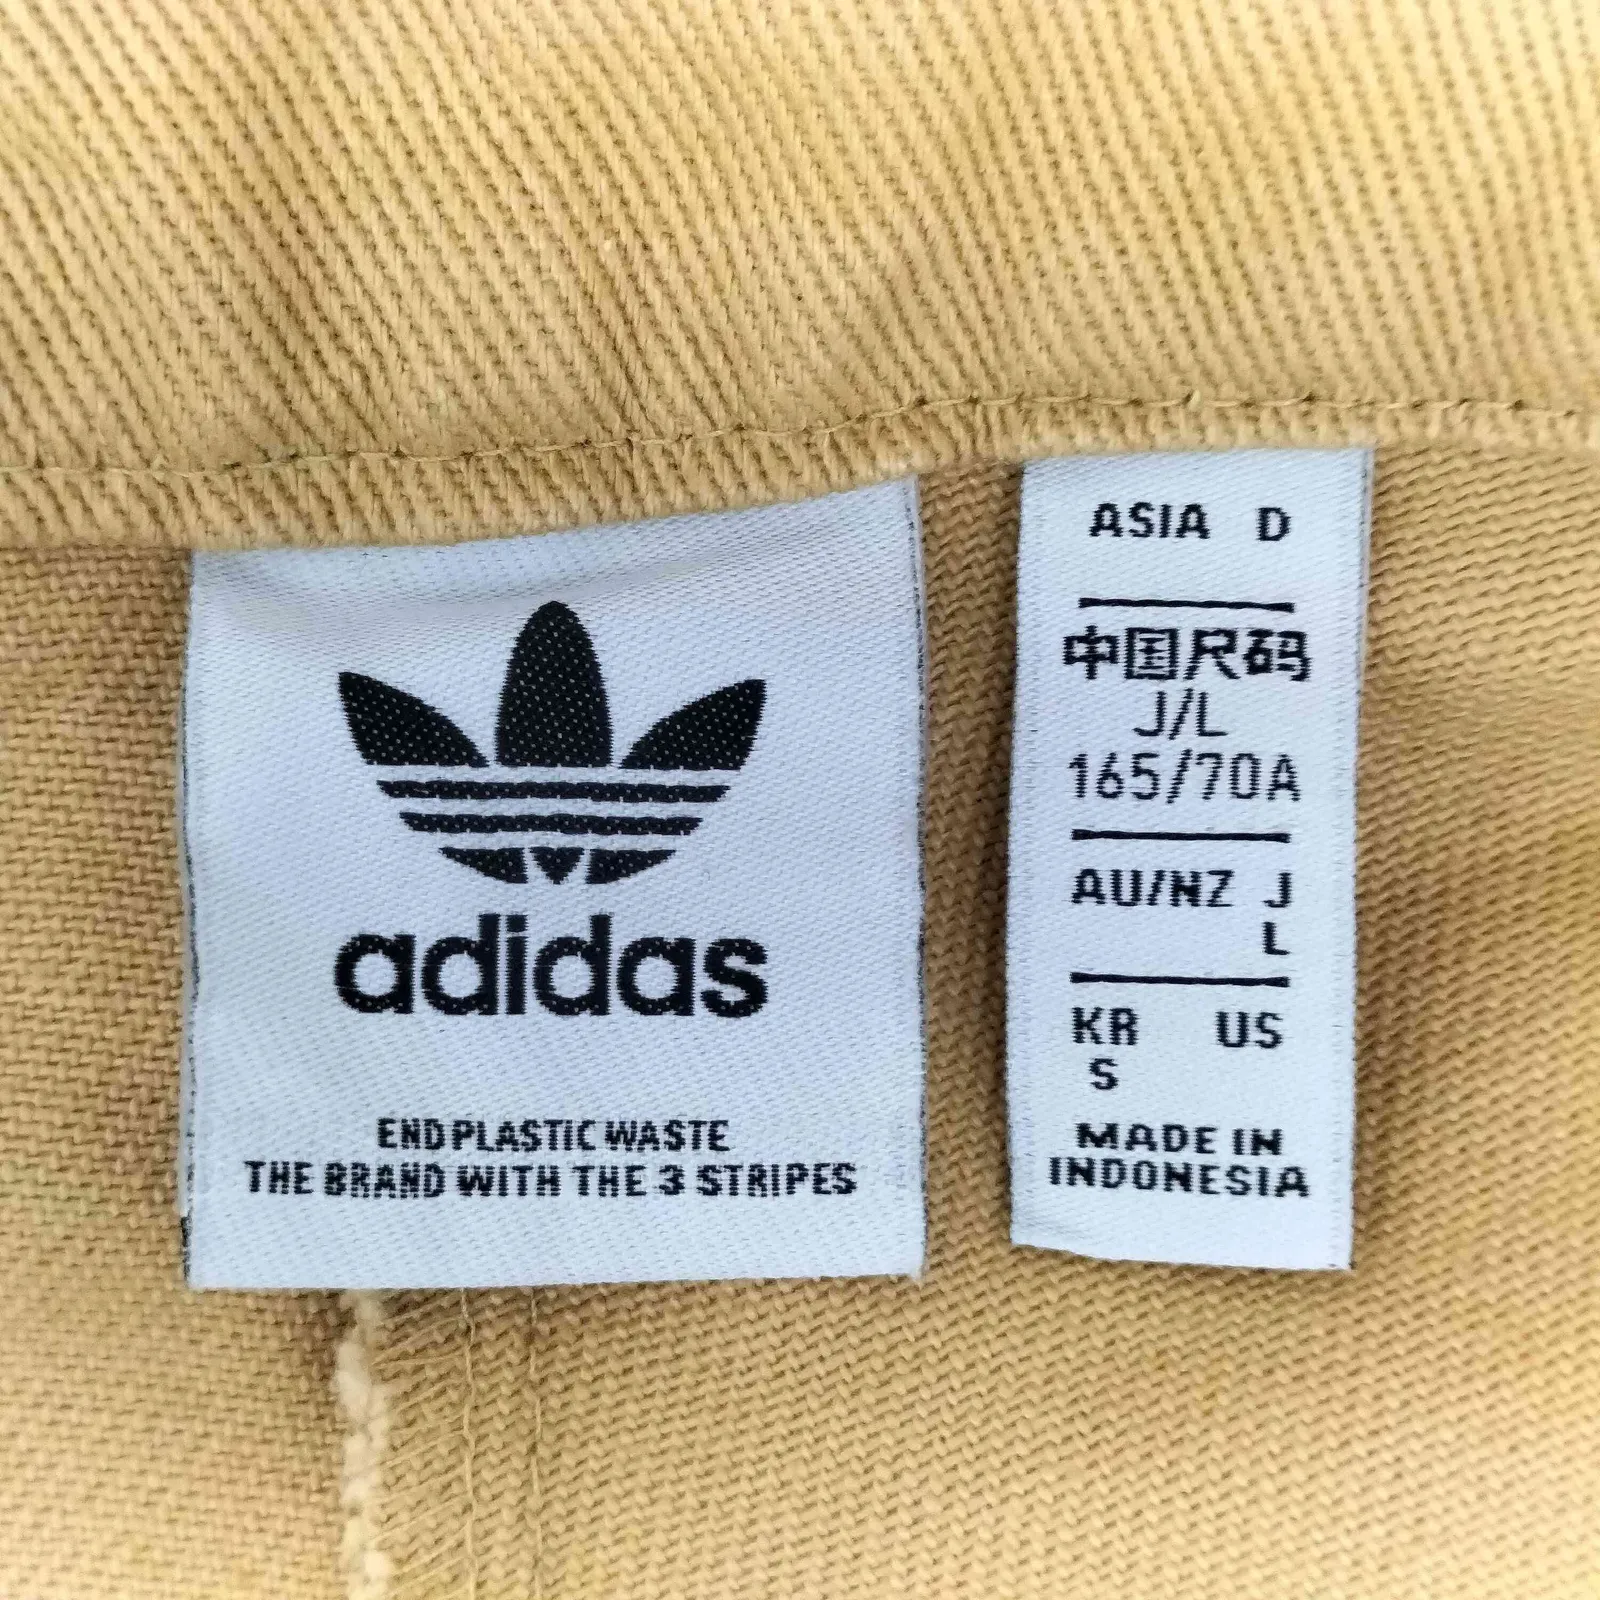 adidas
END PLASTIC WASTE
THE BRAND WITH THE 3 STRIPES
ASIA D
中国尺码
J/L
165/70A
AU/NZ J
L
KR US
S
MADE IN
INDONESIA